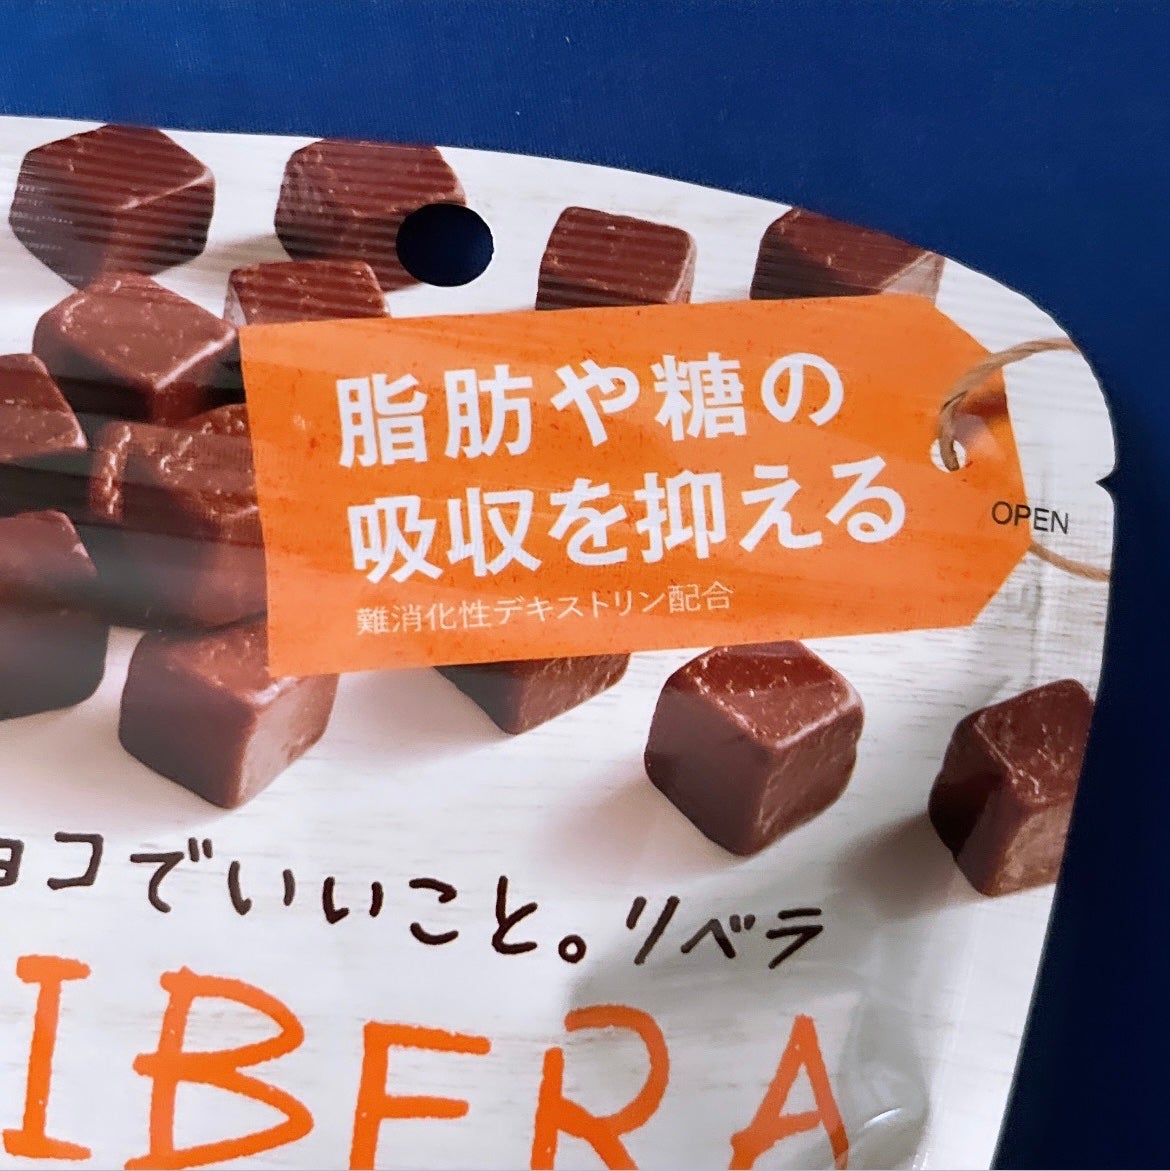 脂肪や糖の
吸収を抑える
難消化性デキストリン配合
OPEN
ョコでいいこと。リベラ
IBERA